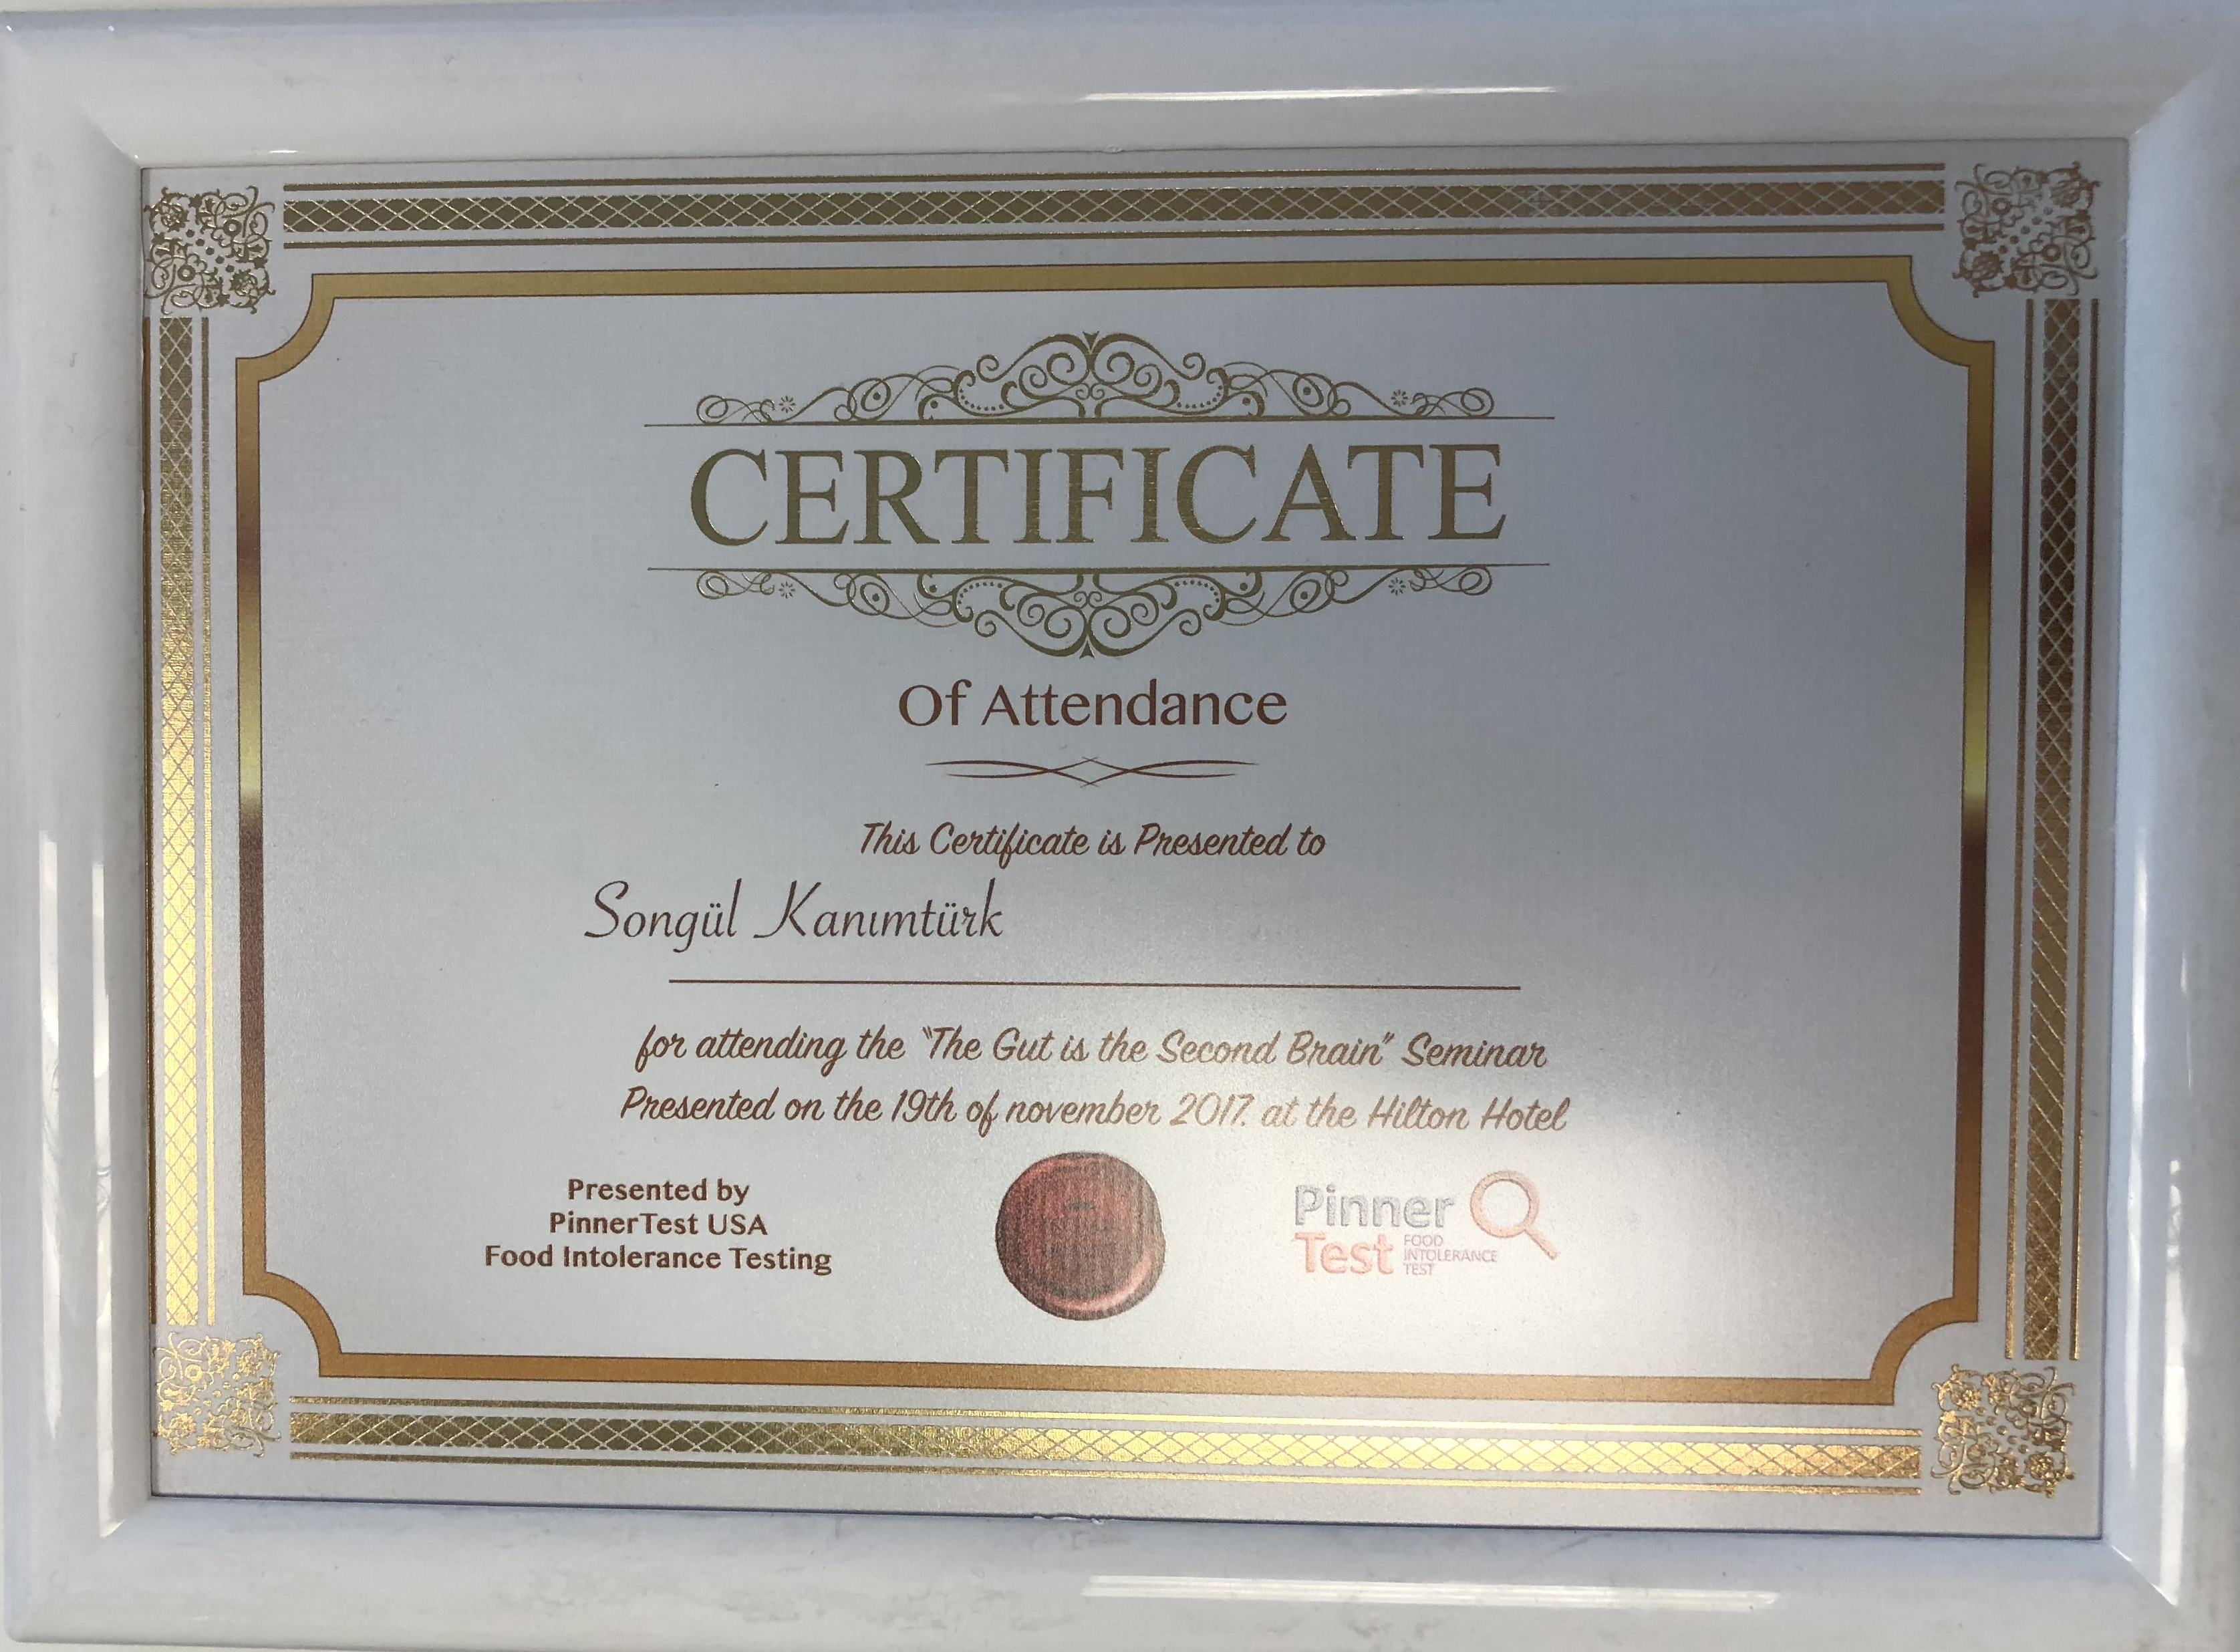 CERTIFICATE
Of Attendance
This Certificate is Presented to
Songül Kanımtürk
for attending the "The Gut is the Second Brain" Seminar
Presented on the 19th of november 2017. at the Hilton Hotel
Presented by
PinnerTest USA
Food Intolerance Testing
Pinner
Test
FOOD
INTOLERANCE
TEST